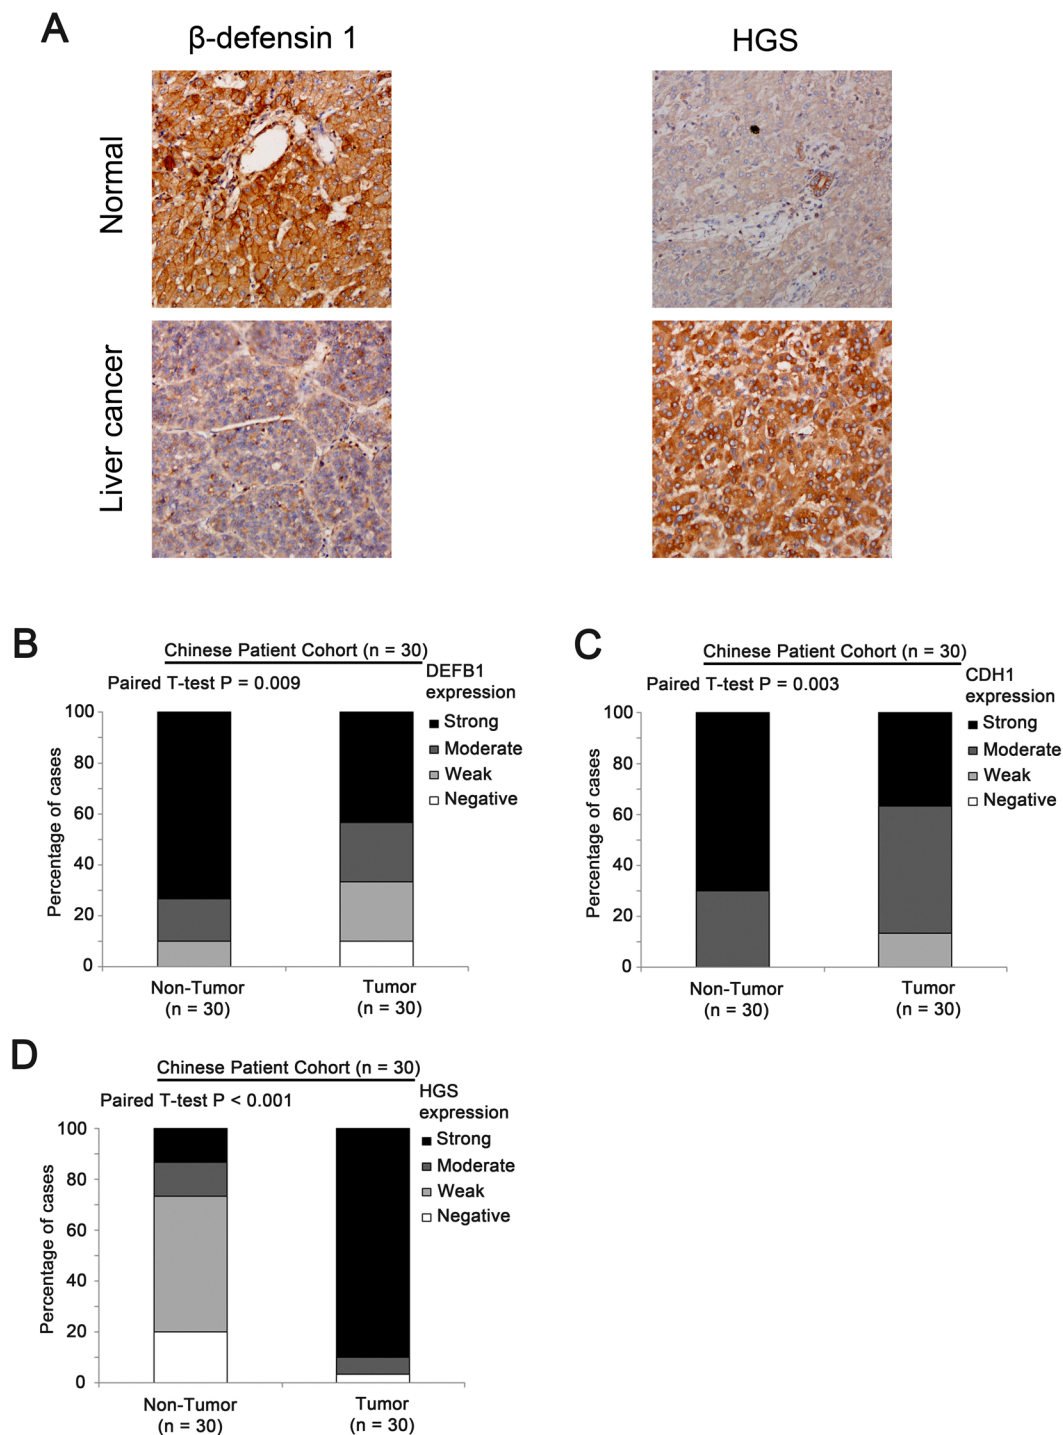 A
β-defensin 1
HGS
Normal
Liver cancer
B
Chinese Patient Cohort (n = 30)
Paired T-test P = 0.009
DEFB1
expression
Strong
Moderate
Weak
Negative
Percentage of cases
100
80
60
40
20
0
Non-Tumor
(n = 30)
Tumor
(n = 30)
C
Chinese Patient Cohort (n = 30)
Paired T-test P = 0.003
CDH1
expression
Strong
Moderate
Weak
Negative
Percentage of cases
100
80
60
40
20
0
Non-Tumor
(n = 30)
Tumor
(n = 30)
D
Chinese Patient Cohort (n = 30)
Paired T-test P < 0.001
HGS
expression
Strong
Moderate
Weak
Negative
Percentage of cases
100
80
60
40
20
0
Non-Tumor
(n = 30)
Tumor
(n = 30)